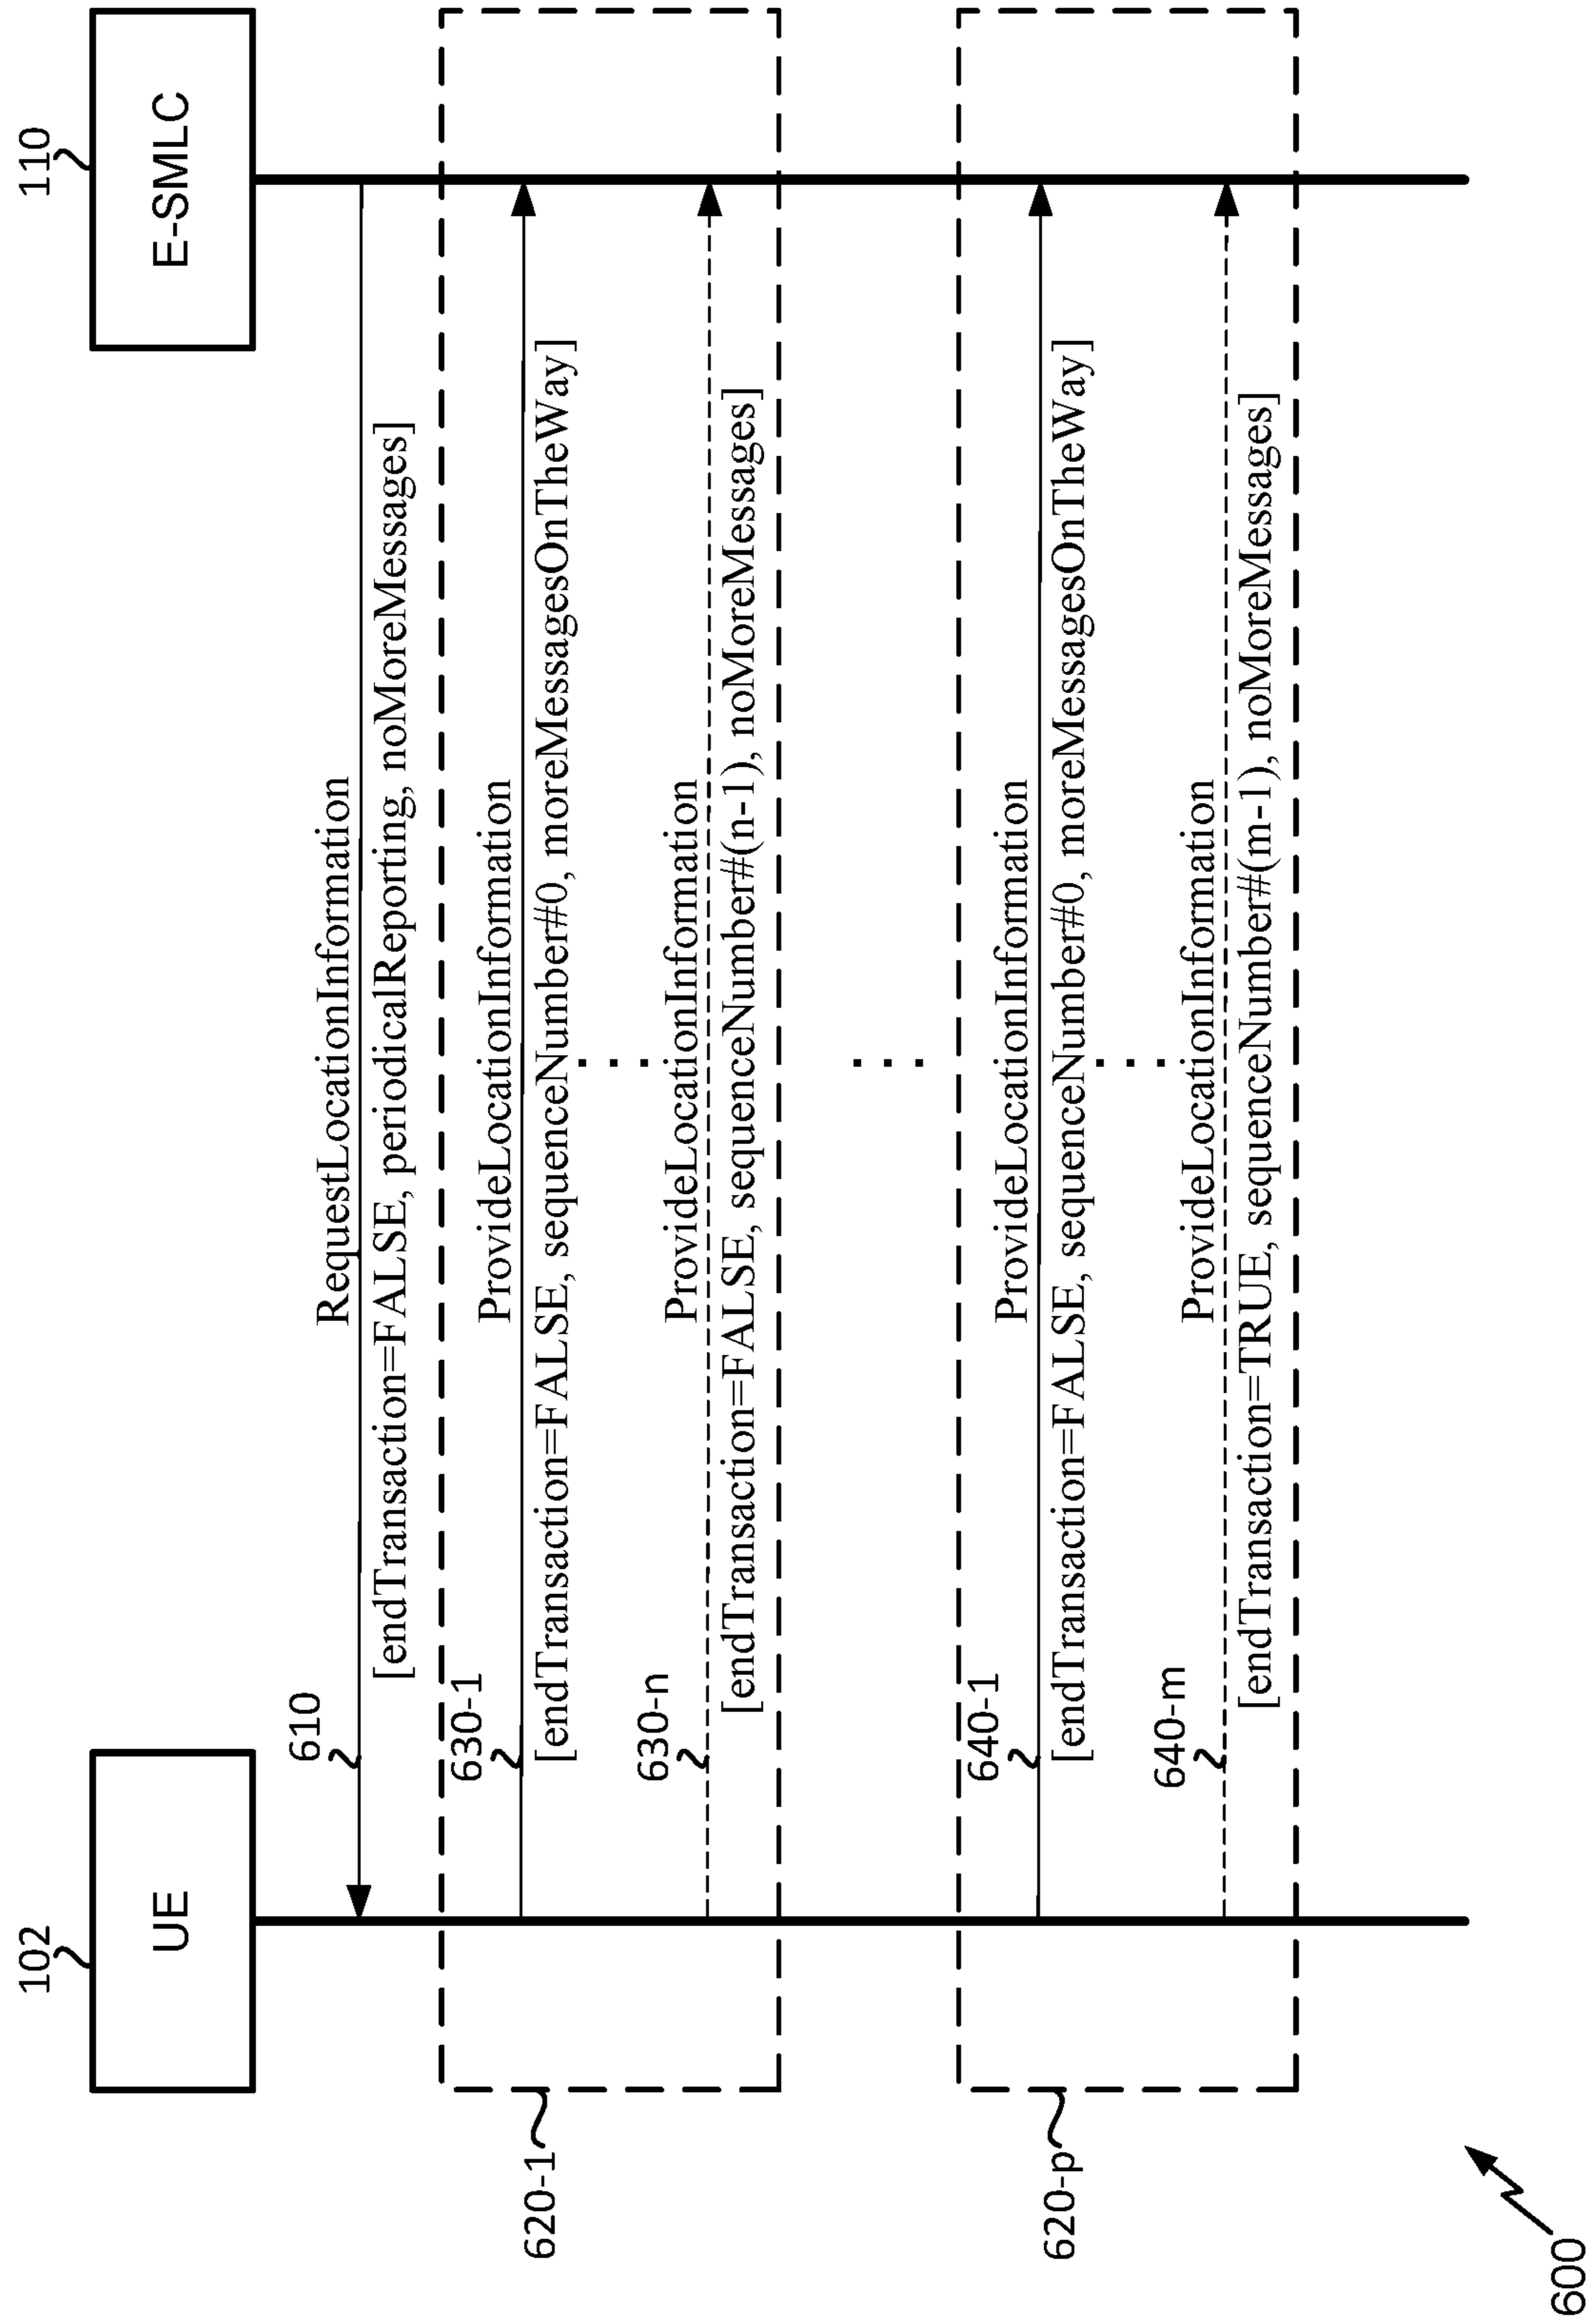 102
UE
110
E-SMLC
610
RequestLocationInformation
[endTransaction=FALSE, periodicalReporting, noMoreMessages]
620-1
630-1
ProvideLocationInformation
[endTransaction=FALSE, sequenceNumber#0, moreMessagesOnTheWay]
. . .
630-n
ProvideLocationInformation
[endTransaction=FALSE, sequenceNumber#(n-1), noMoreMessages]
. . .
620-p
640-1
ProvideLocationInformation
[endTransaction=FALSE, sequenceNumber#0, moreMessagesOnTheWay]
. . .
640-m
ProvideLocationInformation
[endTransaction=TRUE, sequenceNumber#(m-1), noMoreMessages]
600